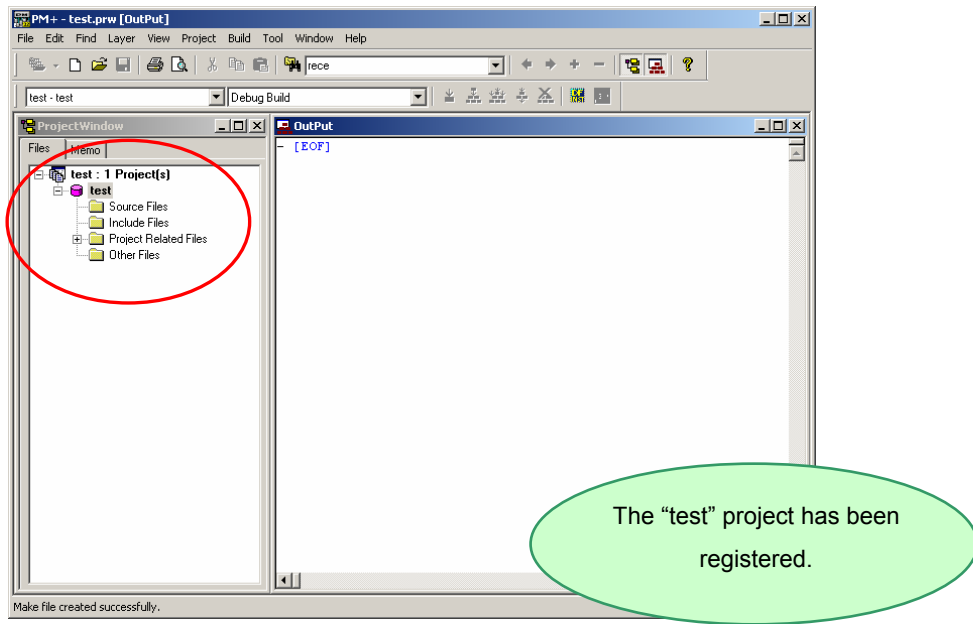 PM+ - test.prw [OutPut]
File Edit Find Layer View Project Build Tool Window Help
rece
test - test Debug Build
ProjectWindow
Files Memo
test : 1 Project(s)
test
Source Files
Include Files
Project Related Files
Other Files
OutPut
[EOF]
The “test” project has been
registered.
Make file created successfully.